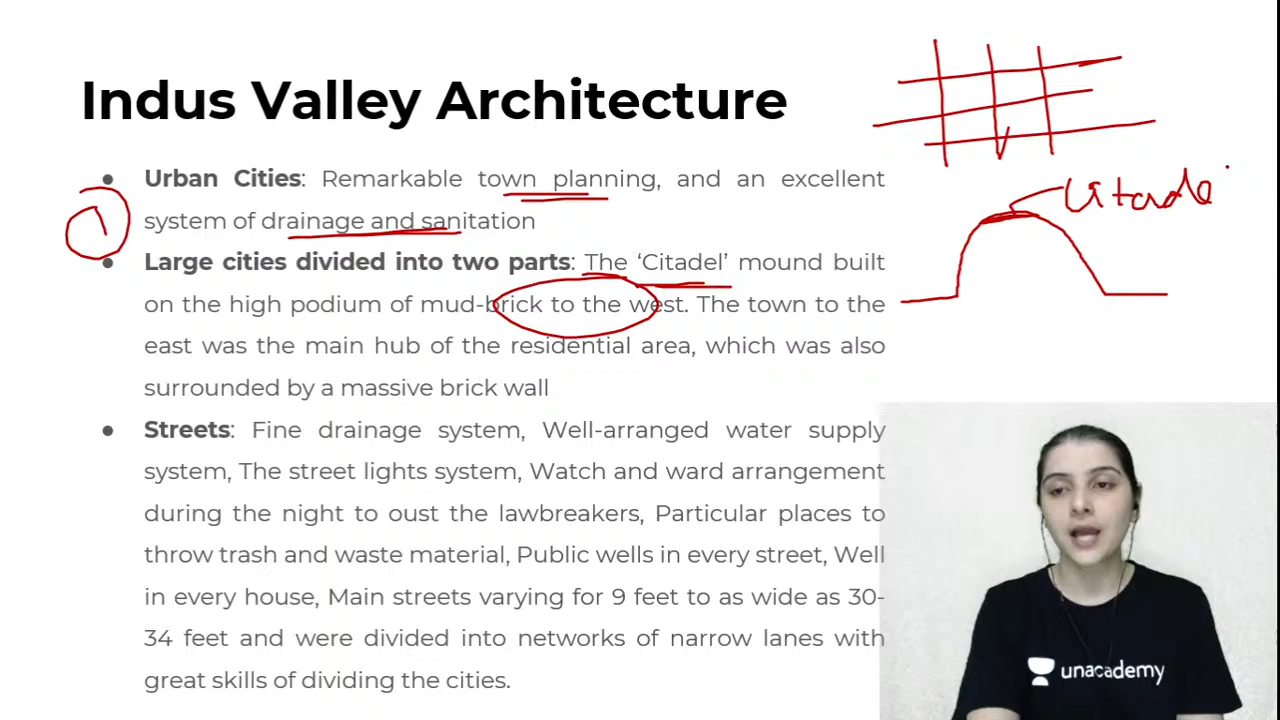 Indus Valley Architecture
● Urban Cities: Remarkable town planning, and an excellent
system of drainage and sanitation
● Large cities divided into two parts: The ‘Citadel’ mound built
on the high podium of mud-brick to the west. The town to the
east was the main hub of the residential area, which was also
surrounded by a massive brick wall
● Streets: Fine drainage system, Well-arranged water supply
system, The street lights system, Watch and ward arrangement
during the night to oust the lawbreakers, Particular places to
throw trash and waste material, Public wells in every street, Well
in every house, Main streets varying for 9 feet to as wide as 30-
34 feet and were divided into networks of narrow lanes with
great skills of dividing the cities.
1
Citadel
unacademy